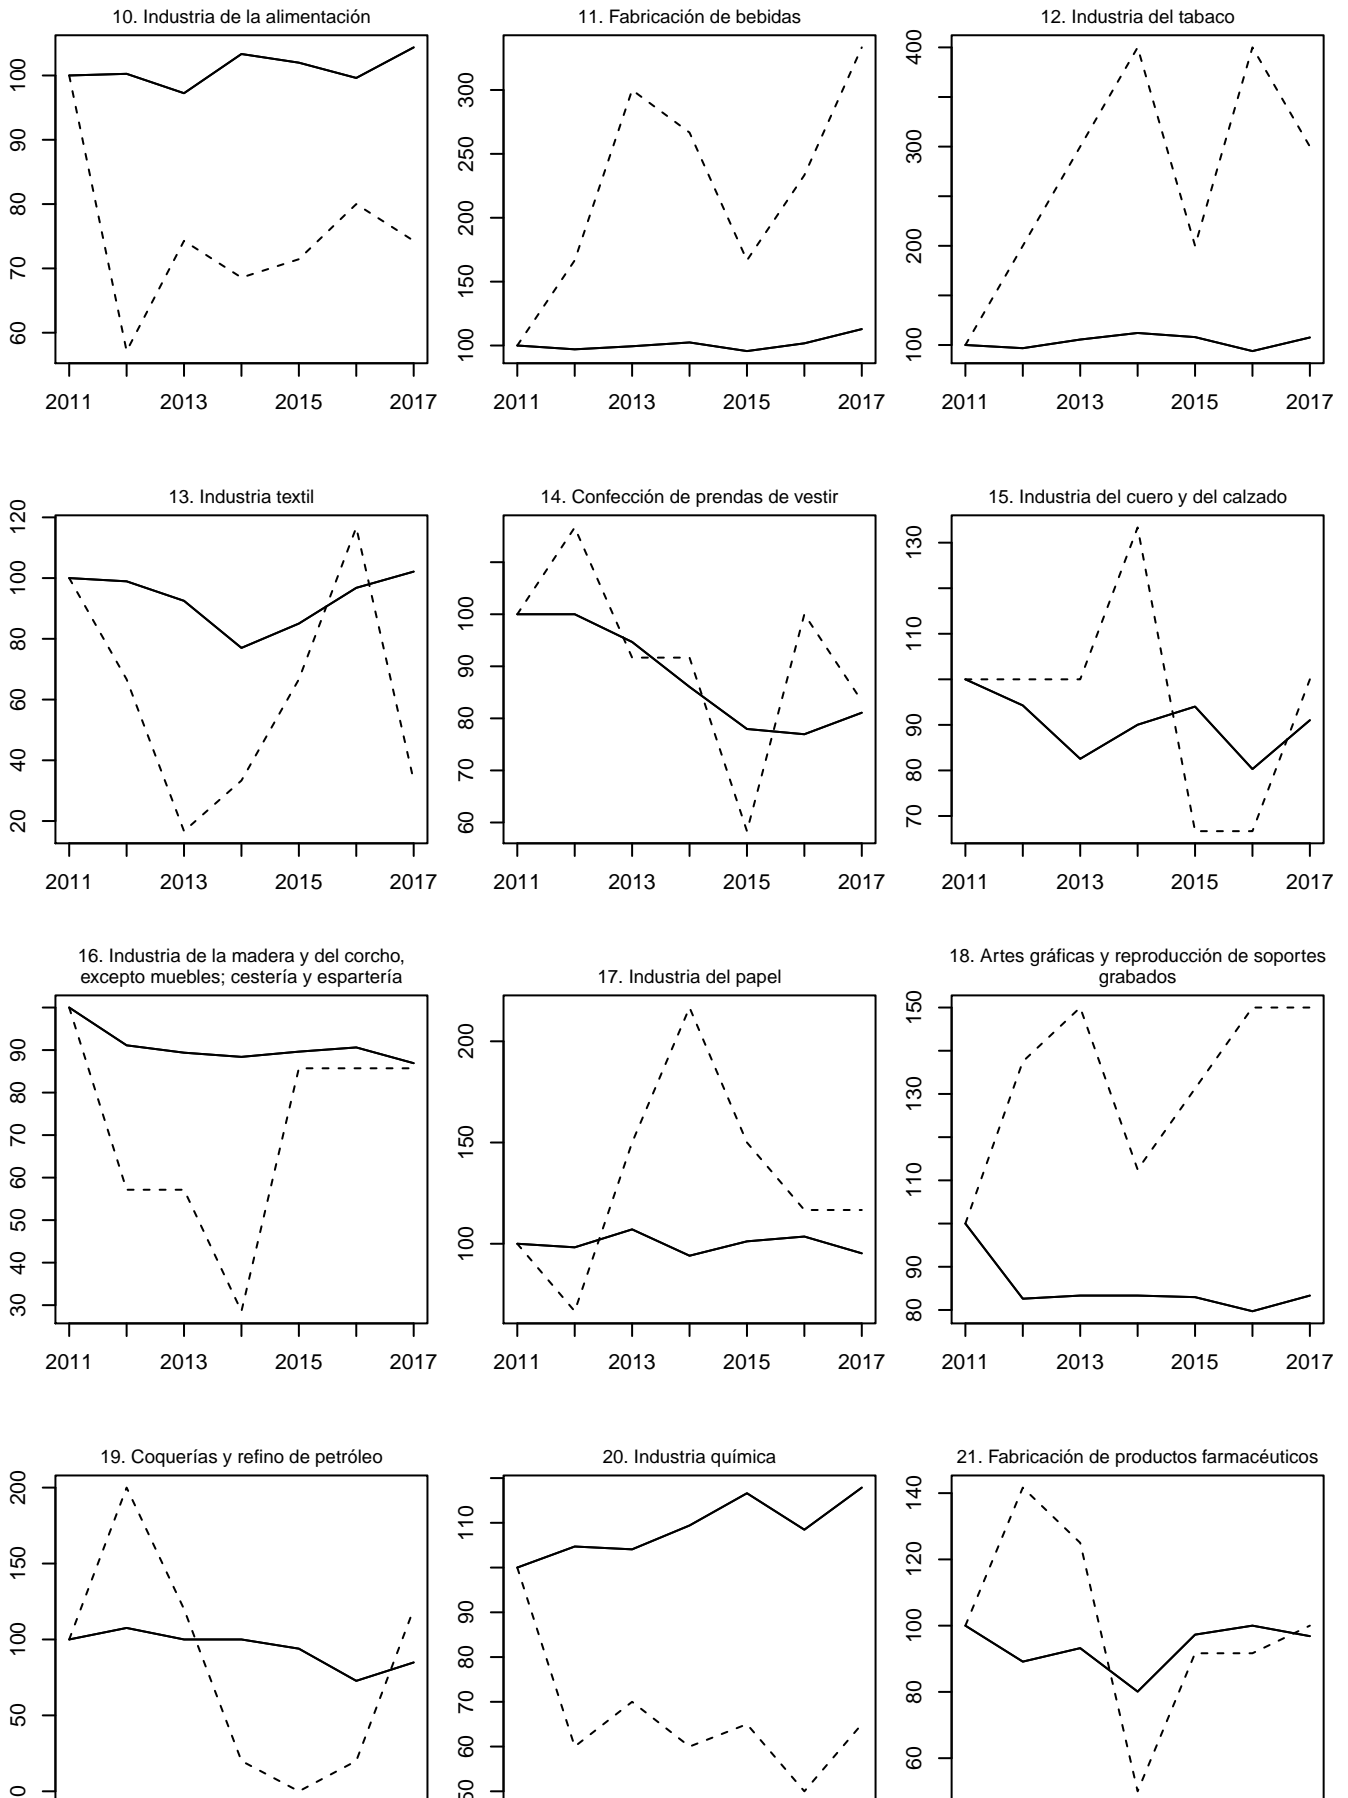 10. Industria de la alimentación
100
90
80
70
60
2011 2013 2015 2017
11. Fabricación de bebidas
300
250
200
150
100
2011 2013 2015 2017
12. Industria del tabaco
400
300
200
100
2011 2013 2015 2017
13. Industria textil
120
100
80
60
40
20
2011 2013 2015 2017
14. Confección de prendas de vestir
100
90
80
70
60
2011 2013 2015 2017
15. Industria del cuero y del calzado
130
110
90
80
70
2011 2013 2015 2017
16. Industria de la madera y del corcho,
excepto muebles; cestería y espartería
90
80
70
60
50
40
30
2011 2013 2015 2017
17. Industria del papel
200
150
100
2011 2013 2015 2017
18. Artes gráficas y reproducción de soportes
grabados
150
130
110
90
80
2011 2013 2015 2017
19. Coquerías y refino de petróleo
200
150
100
50
0
20. Industria química
110
90
80
70
60
50
21. Fabricación de productos farmacéuticos
140
120
100
80
60